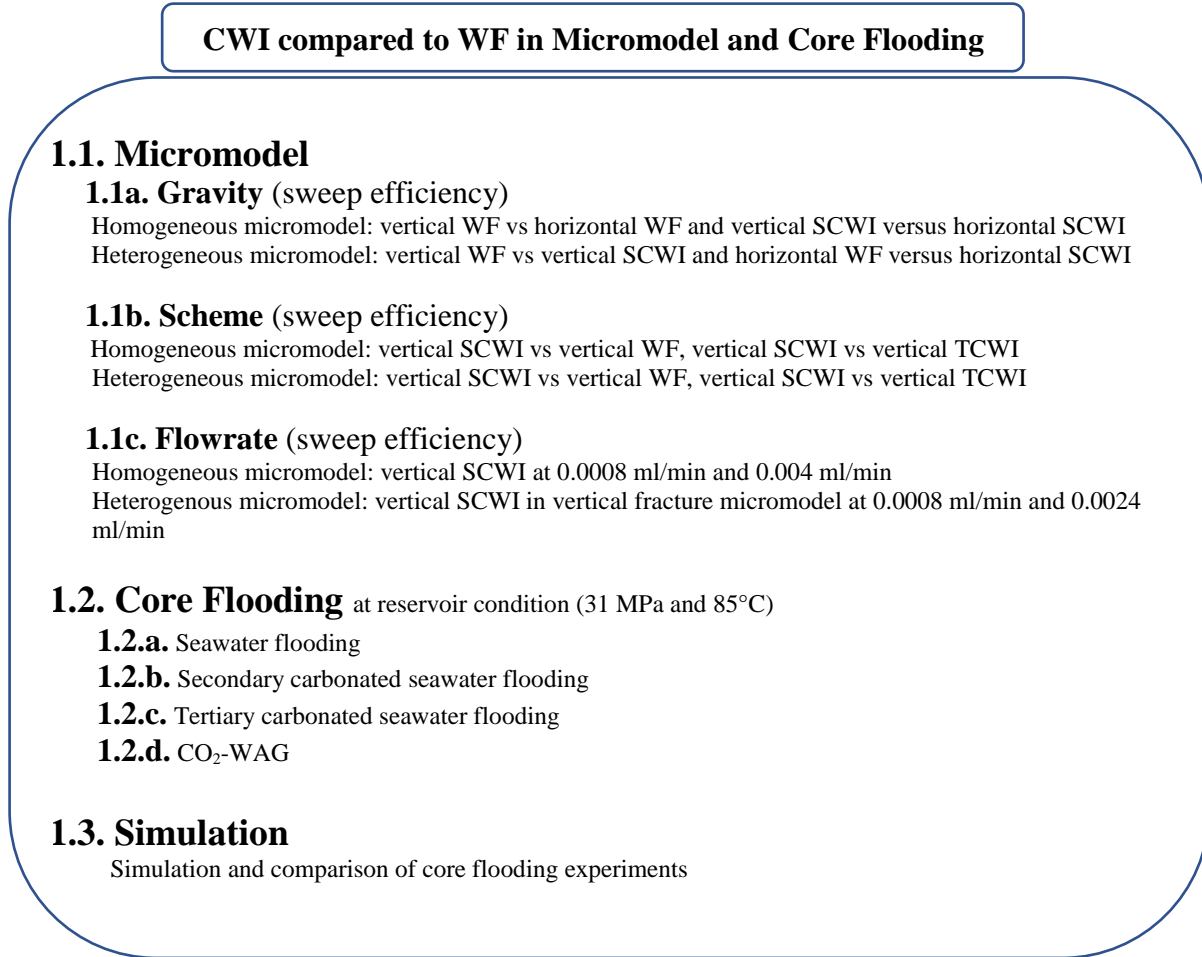 CWI compared to WF in Micromodel and Core Flooding
1.1. Micromodel
1.1a. Gravity (sweep efficiency)
Homogeneous micromodel: vertical WF vs horizontal WF and vertical SCWI versus horizontal SCWI
Heterogeneous micromodel: vertical WF vs vertical SCWI and horizontal WF versus horizontal SCWI
1.1b. Scheme (sweep efficiency)
Homogeneous micromodel: vertical SCWI vs vertical WF, vertical SCWI vs vertical TCWI
Heterogeneous micromodel: vertical SCWI vs vertical WF, vertical SCWI vs vertical TCWI
1.1c. Flowrate (sweep efficiency)
Homogeneous micromodel: vertical SCWI at 0.0008 ml/min and 0.004 ml/min
Heterogenous micromodel: vertical SCWI in vertical fracture micromodel at 0.0008 ml/min and 0.0024
ml/min
1.2. Core Flooding at reservoir condition (31 MPa and 85°C)
1.2.a. Seawater flooding
1.2.b. Secondary carbonated seawater flooding
1.2.c. Tertiary carbonated seawater flooding
1.2.d. CO₂-WAG
1.3. Simulation
Simulation and comparison of core flooding experiments